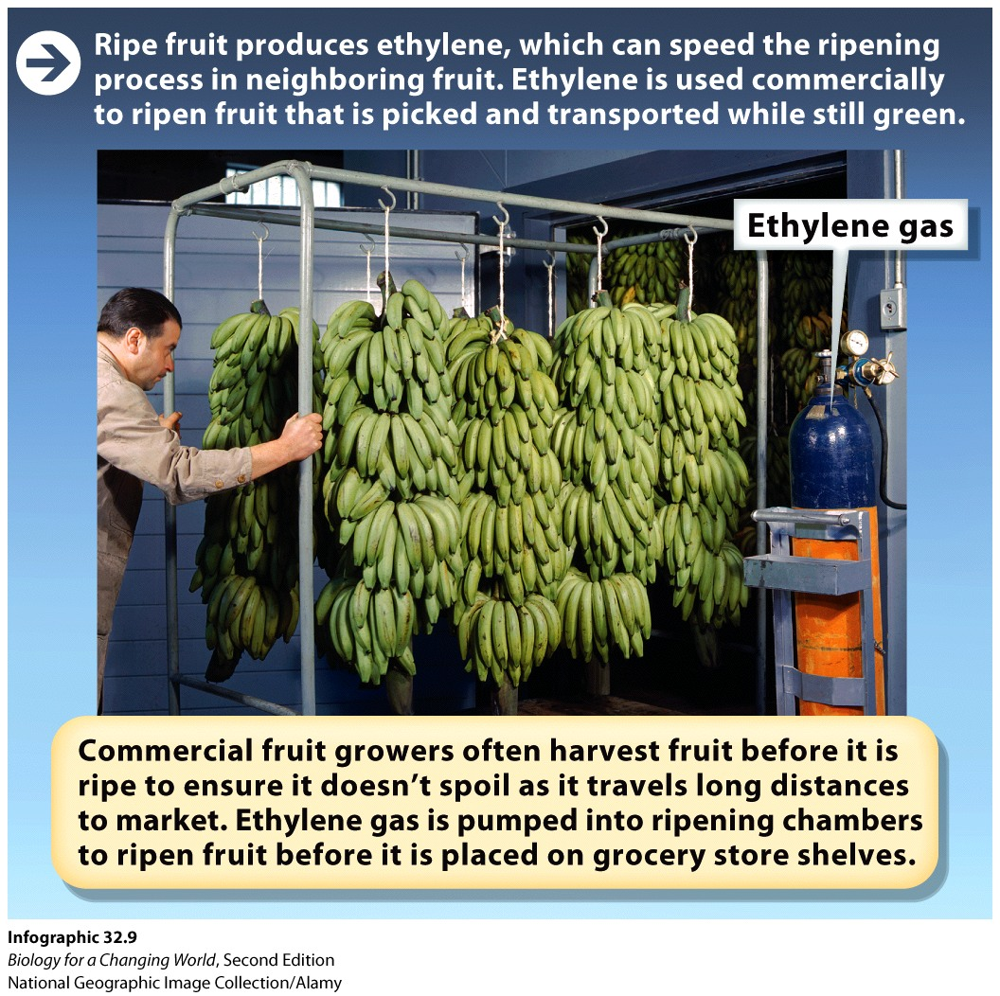 Ripe fruit produces ethylene, which can speed the ripening
process in neighboring fruit. Ethylene is used commercially
to ripen fruit that is picked and transported while still green.
Ethylene gas
Commercial fruit growers often harvest fruit before it is
ripe to ensure it doesn’t spoil as it travels long distances
to market. Ethylene gas is pumped into ripening chambers
to ripen fruit before it is placed on grocery store shelves.
Infographic 32.9
Biology for a Changing World, Second Edition
National Geographic Image Collection/Alamy